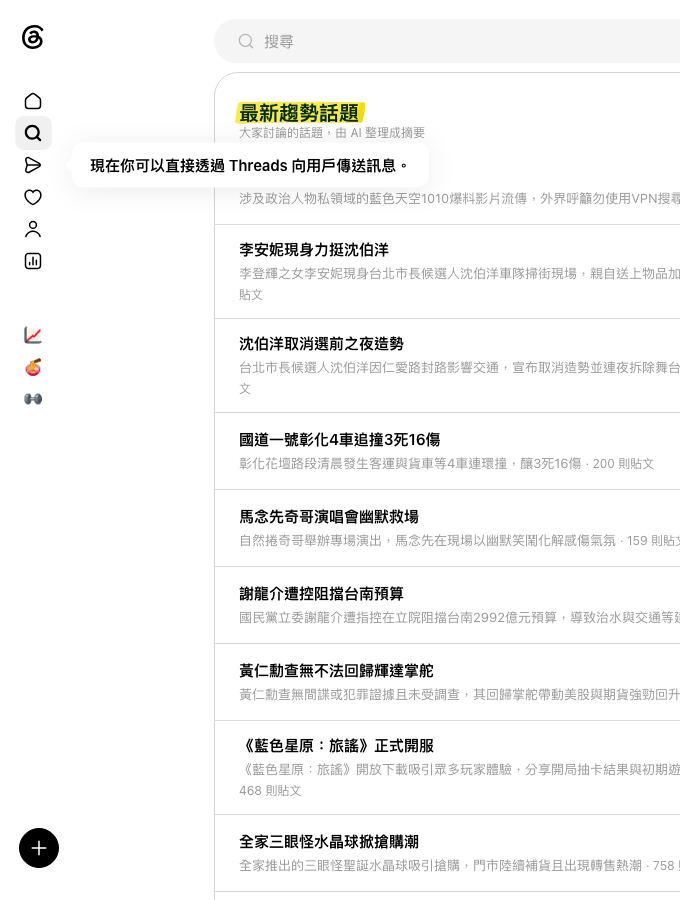 搜尋
最新趨勢話題
大家討論的話題，由 AI 整理成摘要
現在你可以直接透過 Threads 向用戶傳送訊息。
涉及政治人物私領域的藍色天空1010爆料影片流傳，外界呼籲勿使用VPN搜尋
李安妮現身力挺沈伯洋
李登輝之女李安妮現身台北市長候選人沈伯洋車隊掃街現場，親自送上物品加
貼文
沈伯洋取消選前之夜造勢
台北市長候選人沈伯洋因仁愛路封路影響交通，宣布取消造勢並連夜拆除舞台
文
國道一號彰化4車追撞3死16傷
彰化花壇路段清晨發生客運與貨車等4車連環撞，釀3死16傷 · 200 則貼文
馬念先奇哥演唱會幽默救場
自然捲奇哥舉辦專場演出，馬念先在現場以幽默笑鬧化解感傷氣氛 · 159 則貼文
謝龍介遭控阻擋台南預算
國民黨立委謝龍介遭指控在立院阻擋台南2992億元預算，導致治水與交通等
黃仁勳查無不法回歸輝達掌舵
黃仁勳查無間諜或犯罪證據且未受調查，其回歸掌舵帶動美股與期貨強勁回升
《藍色星原：旅謠》正式開服
《藍色星原：旅謠》開放下載吸引眾多玩家體驗，分享開局抽卡結果與初期遊
468 則貼文
全家三眼怪水晶球掀搶購潮
全家推出的三眼怪聖誕水晶球吸引搶購，門市陸續補貨且出現轉售熱潮 · 758